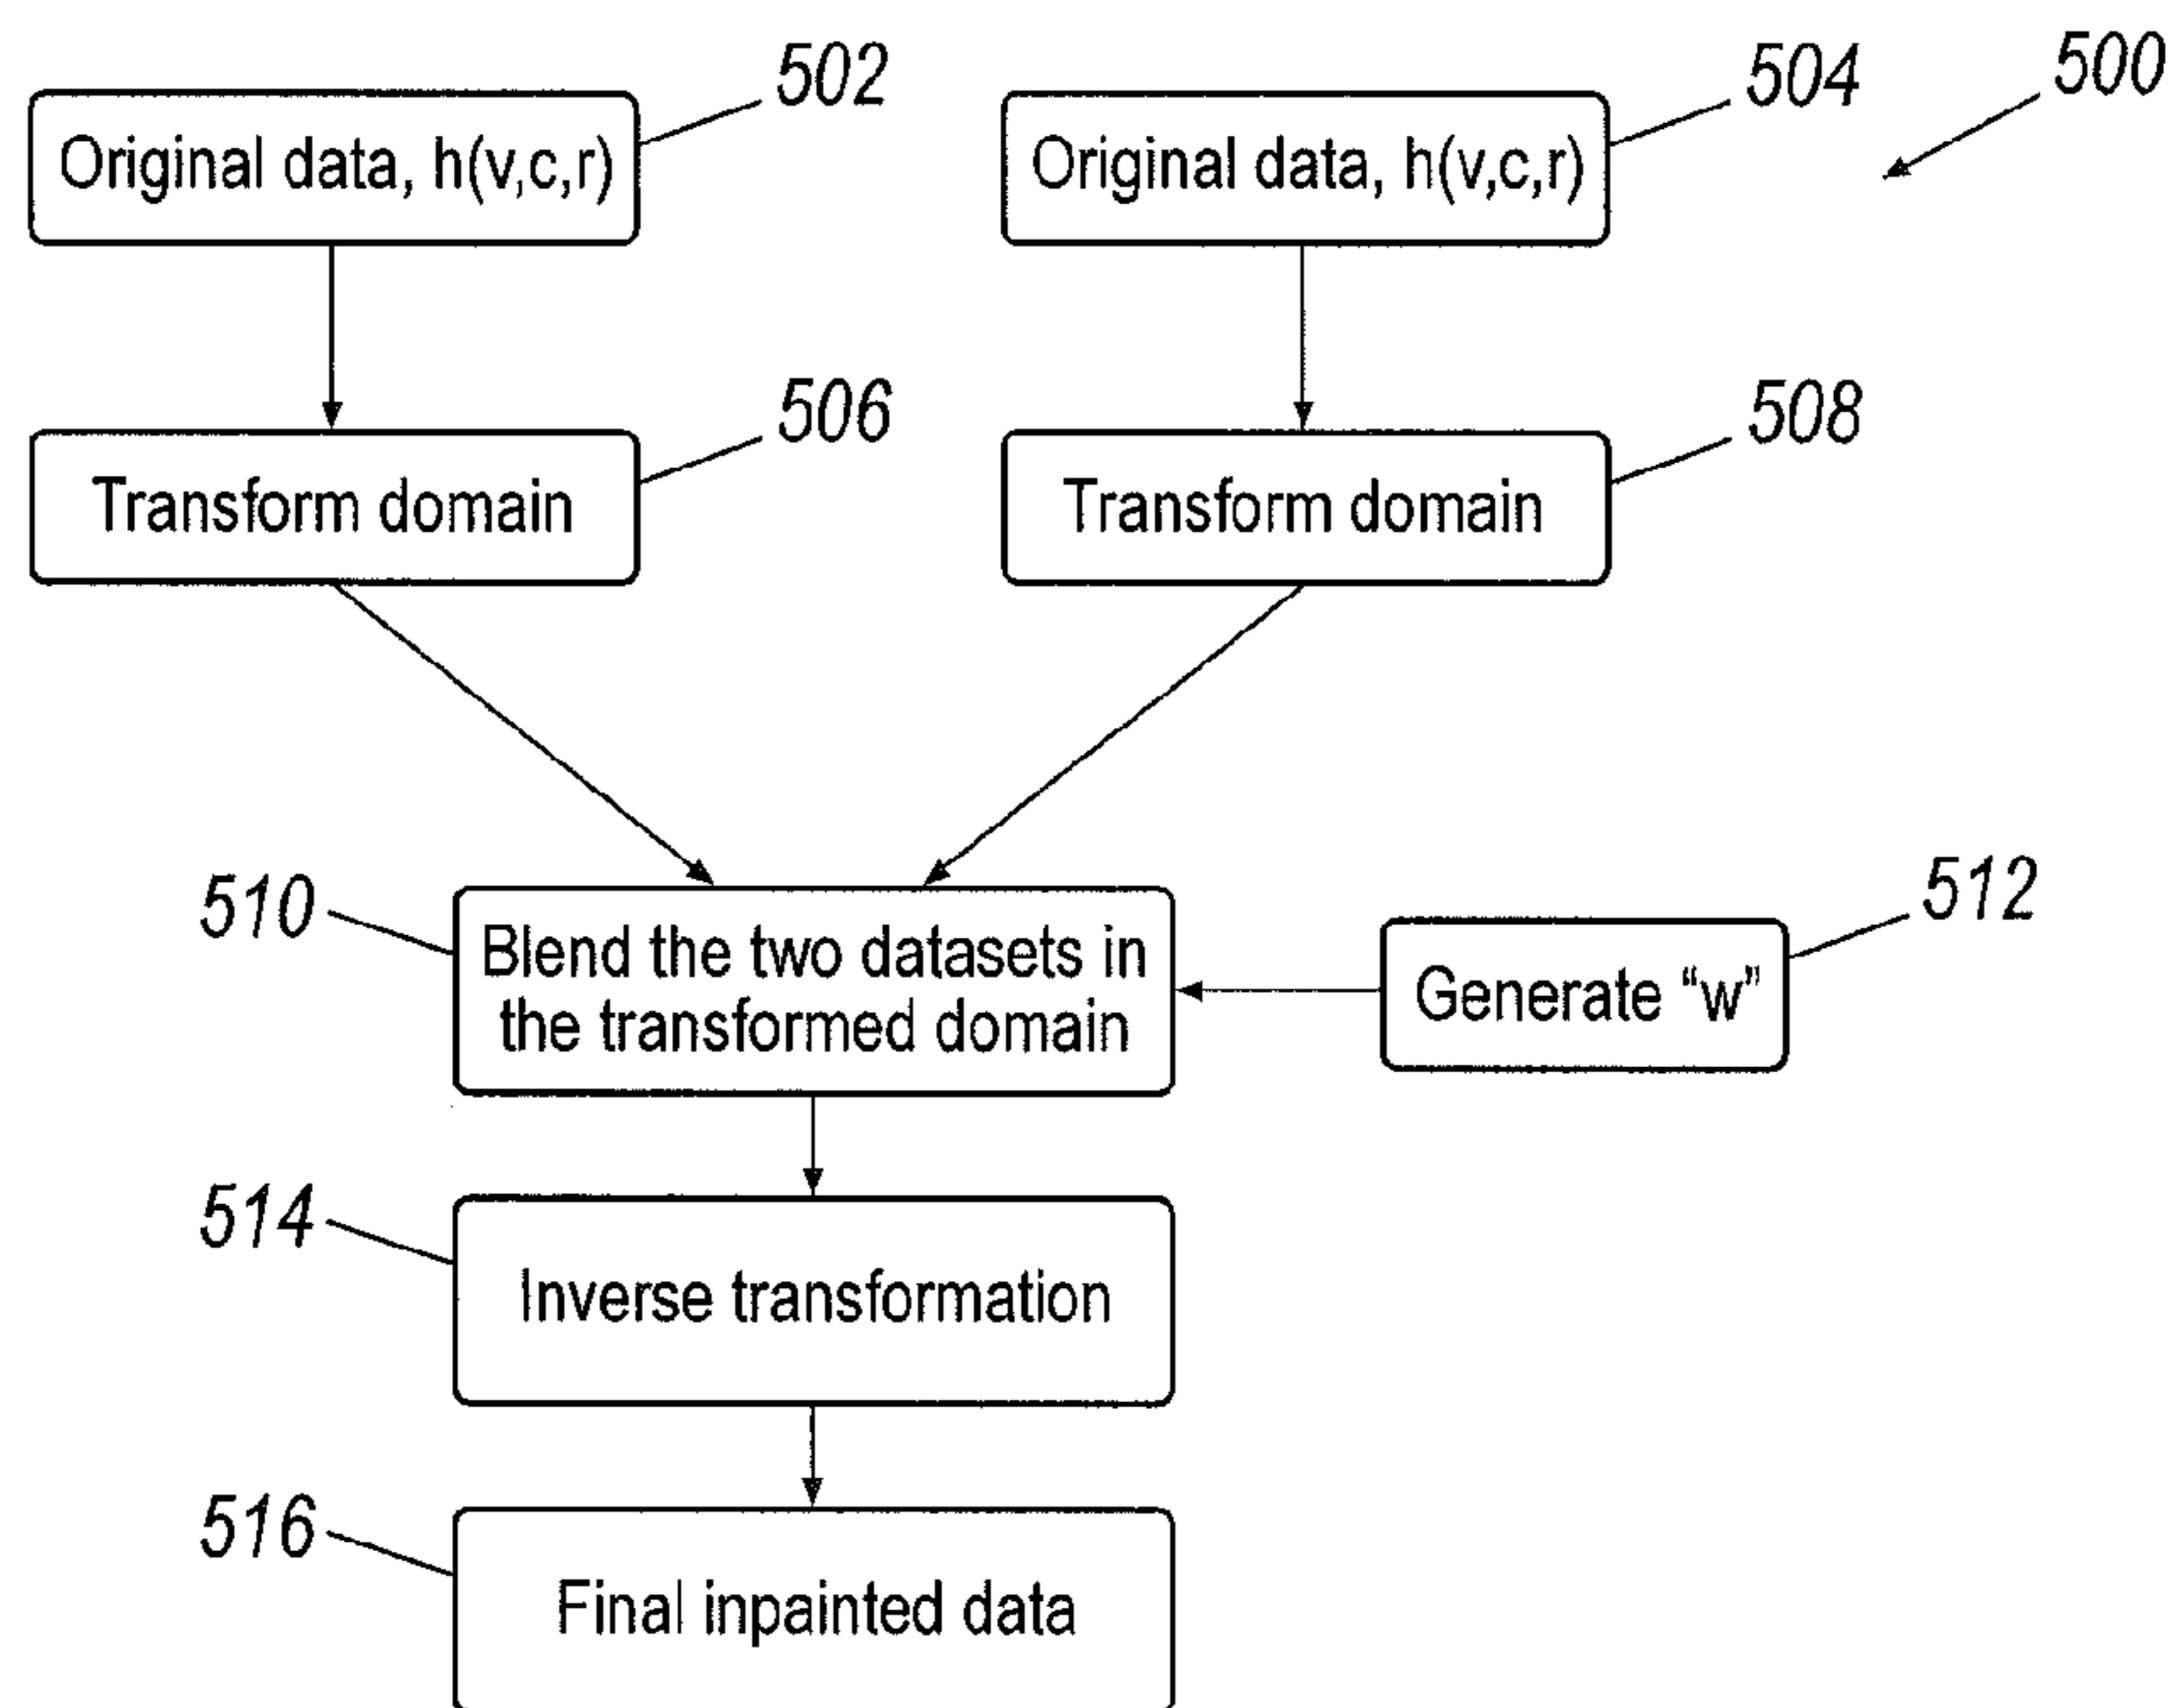 502
504
500
Original data, h(v,c,r)
Original data, h(v,c,r)
506
508
Transform domain
Transform domain
510
512
Blend the two datasets in
the transformed domain
Generate “w”
514
Inverse transformation
516
Final inpainted data